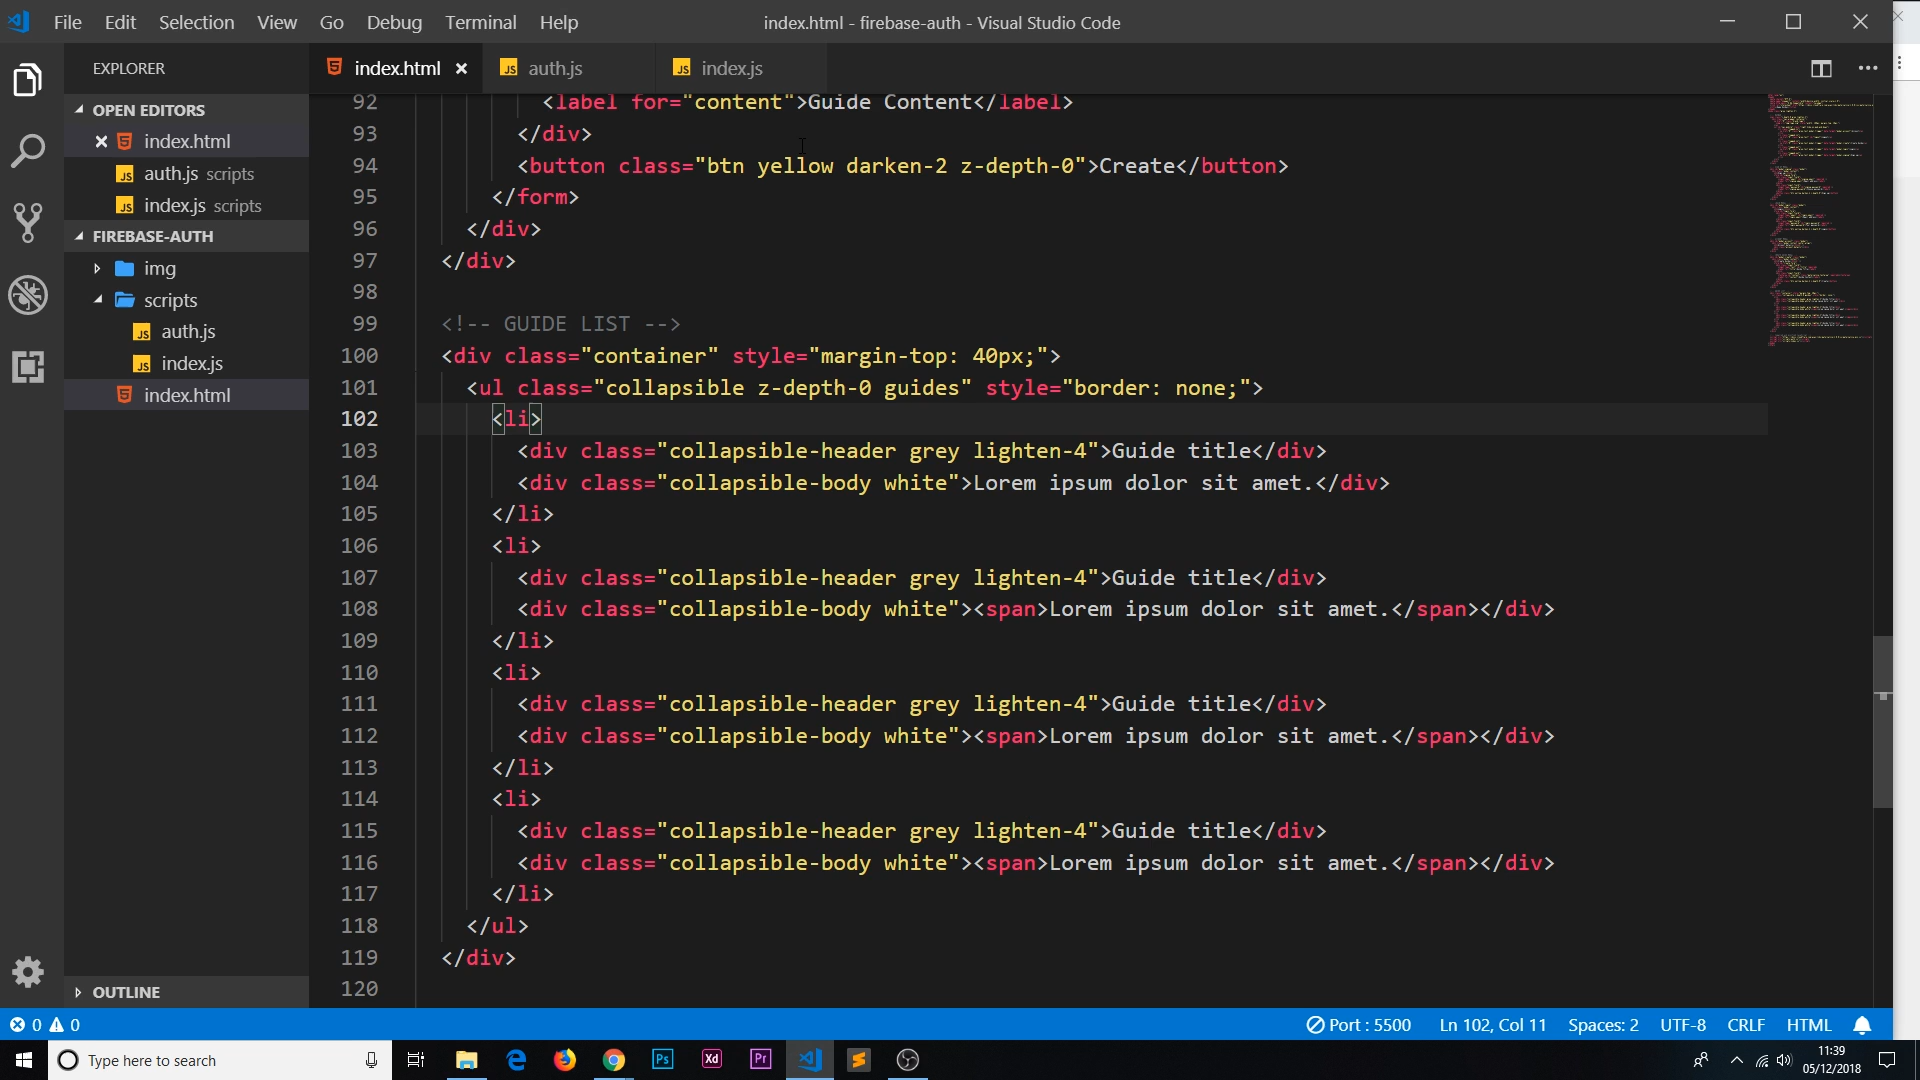 File Edit Selection View Go Debug Terminal Help
index.html - firebase-auth - Visual Studio Code
EXPLORER
OPEN EDITORS
index.html
auth.js scripts
index.js scripts
FIREBASE-AUTH
img
scripts
auth.js
index.js
index.html
OUTLINE
index.html
auth.js
index.js
92 <label for="content">Guide Content</label>
93 </div>
94 <button class="btn yellow darken-2 z-depth-0">Create</button>
95 </form>
96 </div>
97 </div>
98
99 <!-- GUIDE LIST -->
100 <div class="container" style="margin-top: 40px;">
101 <ul class="collapsible z-depth-0 guides" style="border: none;">
102 <li>
103 <div class="collapsible-header grey lighten-4">Guide title</div>
104 <div class="collapsible-body white">Lorem ipsum dolor sit amet.</div>
105 </li>
106 <li>
107 <div class="collapsible-header grey lighten-4">Guide title</div>
108 <div class="collapsible-body white"><span>Lorem ipsum dolor sit amet.</span></div>
109 </li>
110 <li>
111 <div class="collapsible-header grey lighten-4">Guide title</div>
112 <div class="collapsible-body white"><span>Lorem ipsum dolor sit amet.</span></div>
113 </li>
114 <li>
115 <div class="collapsible-header grey lighten-4">Guide title</div>
116 <div class="collapsible-body white"><span>Lorem ipsum dolor sit amet.</span></div>
117 </li>
118 </ul>
119 </div>
120
0 0
Port : 5500 Ln 102, Col 11 Spaces: 2 UTF-8 CRLF HTML
Type here to search
Ps Xd Pr
11:39
05/12/2018